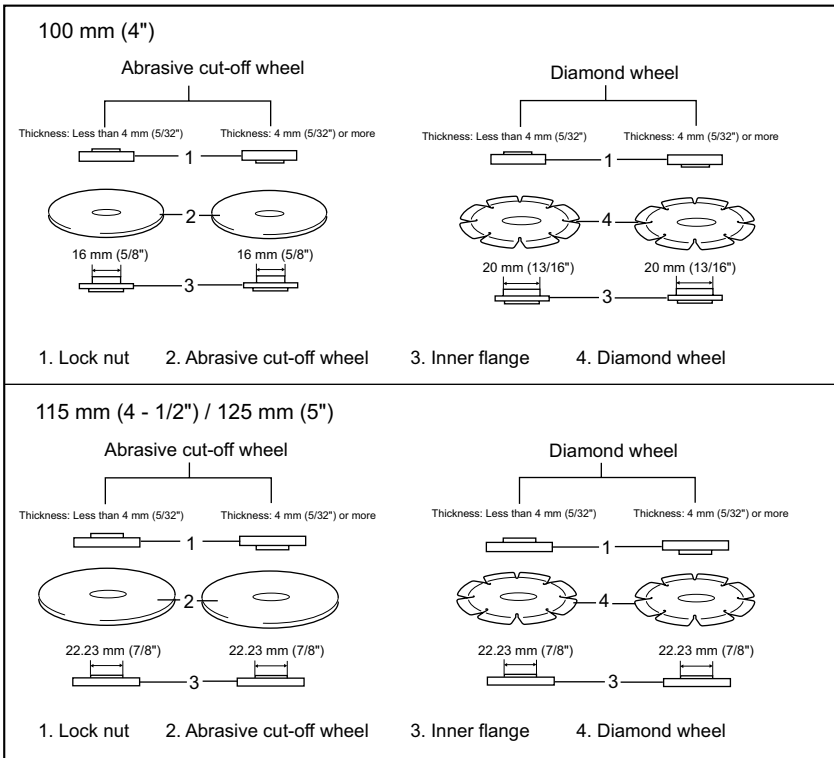 100 mm (4")
Abrasive cut-off wheel
Diamond wheel
Thickness: Less than 4 mm (5/32")
Thickness: 4 mm (5/32") or more
Thickness: Less than 4 mm (5/32")
Thickness: 4 mm (5/32") or more
1
1
2
4
16 mm (5/8")
16 mm (5/8")
20 mm (13/16")
20 mm (13/16")
3
3
1. Lock nut
2. Abrasive cut-off wheel
3. Inner flange
4. Diamond wheel
115 mm (4 - 1/2") / 125 mm (5")
Abrasive cut-off wheel
Diamond wheel
Thickness: Less than 4 mm (5/32")
Thickness: 4 mm (5/32") or more
Thickness: Less than 4 mm (5/32")
Thickness: 4 mm (5/32") or more
1
1
2
4
22.23 mm (7/8")
22.23 mm (7/8")
22.23 mm (7/8")
22.23 mm (7/8")
3
3
1. Lock nut
2. Abrasive cut-off wheel
3. Inner flange
4. Diamond wheel